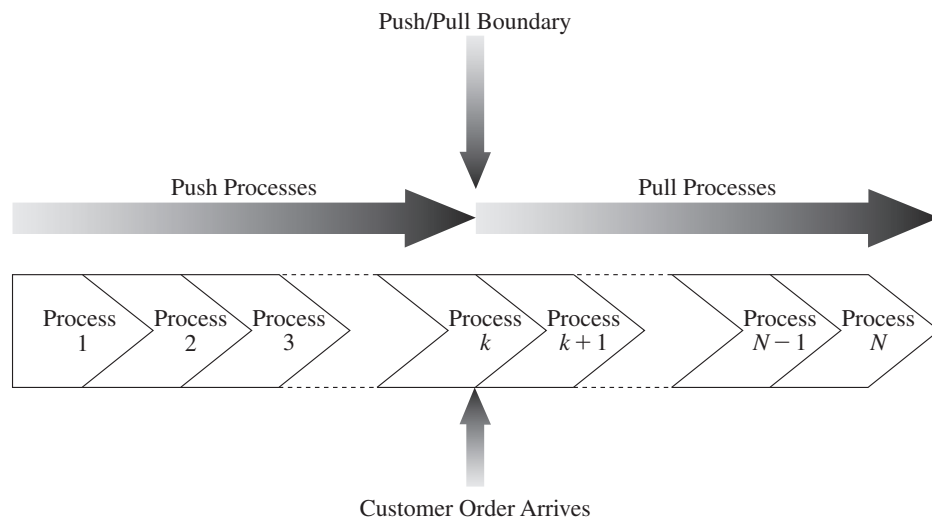 Push/Pull Boundary
Push Processes
Pull Processes
Process
1
Process
2
Process
3
Process
k
Process
k + 1
Process
N − 1
Process
N
Customer Order Arrives